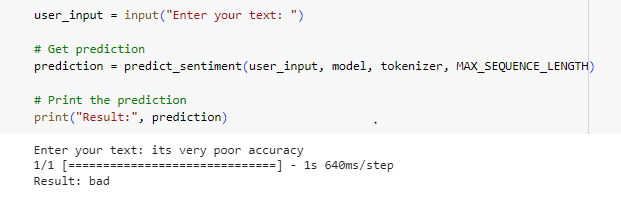 user_input = input("Enter your text: ")
# Get prediction
prediction = predict_sentiment(user_input, model, tokenizer, MAX_SEQUENCE_LENGTH)
# Print the prediction
print("Result:", prediction)
Enter your text: its very poor accuracy
1/1 [==============================] - 1s 640ms/step
Result: bad